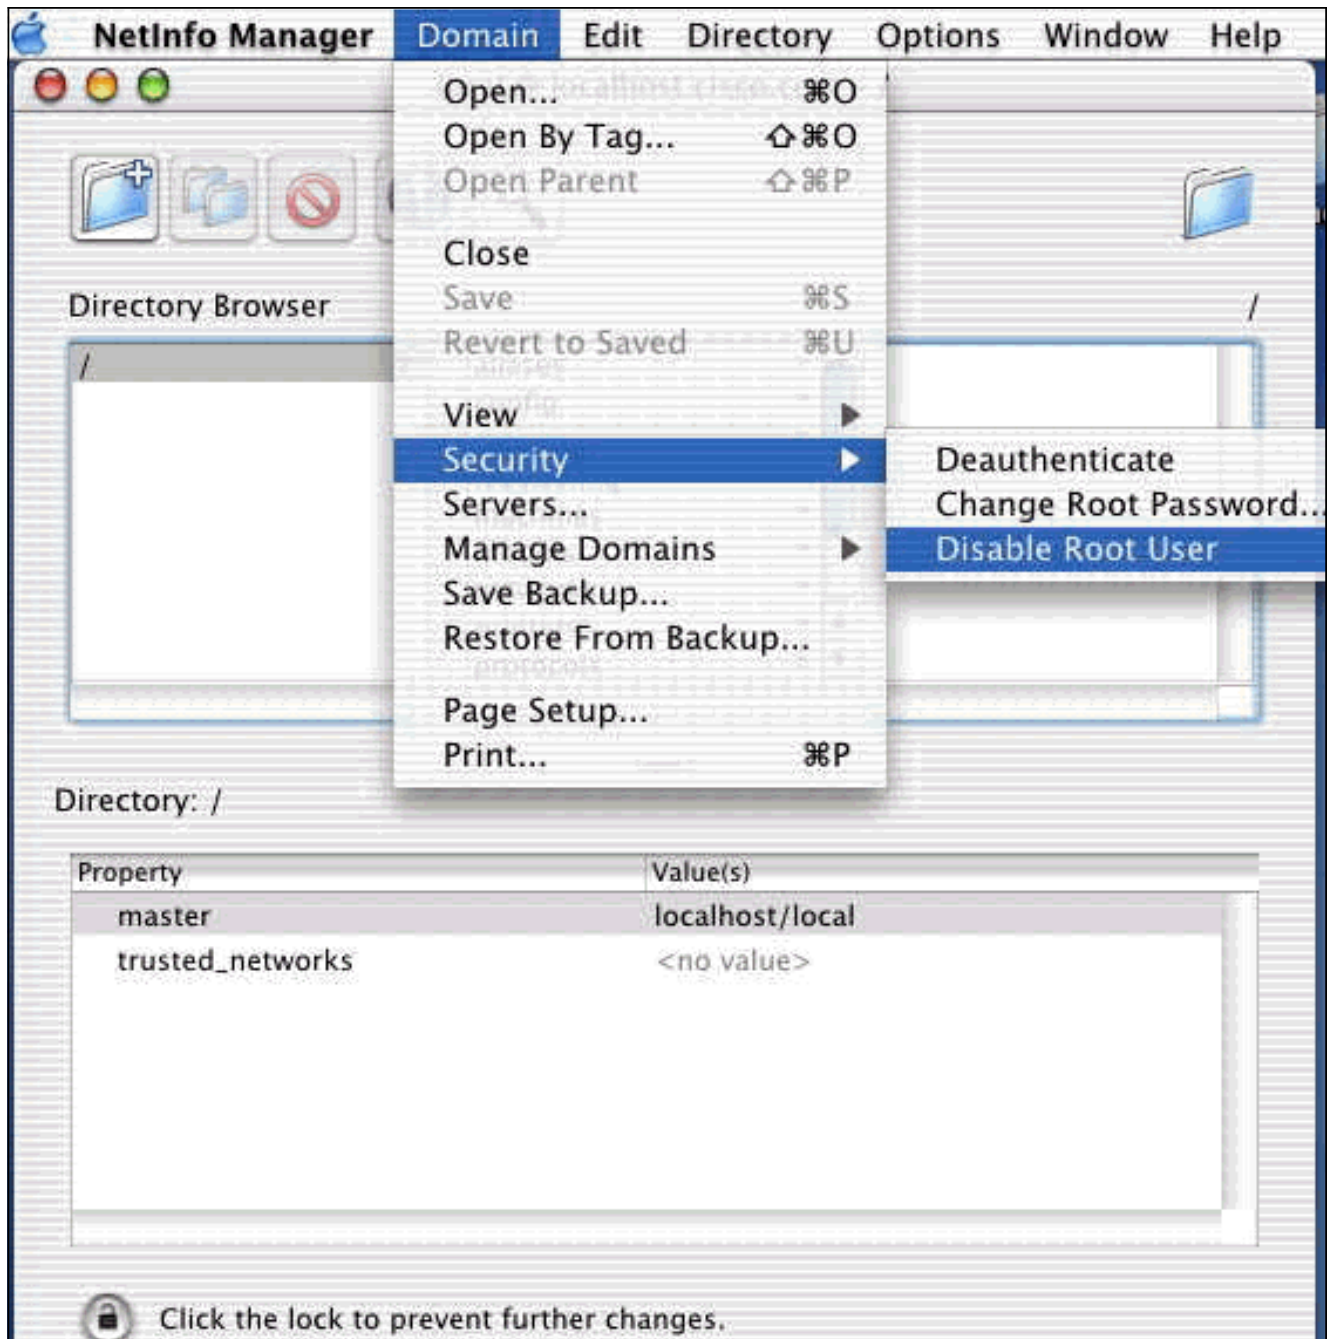 NetInfo Manager Domain Edit Directory Options Window Help
Open... ⌘O
Open By Tag... ⇧⌘O
Open Parent ⇧⌘P
Close
Save ⌘S
Revert to Saved ⌘U
View
Security
Servers...
Manage Domains
Save Backup...
Restore From Backup...
Page Setup...
Print... ⌘P
Deauthenticate
Change Root Password...
Disable Root User
Directory Browser
/
/
protocols
Directory: /
Property Value(s)
master localhost/local
trusted_networks <no value>
Click the lock to prevent further changes.